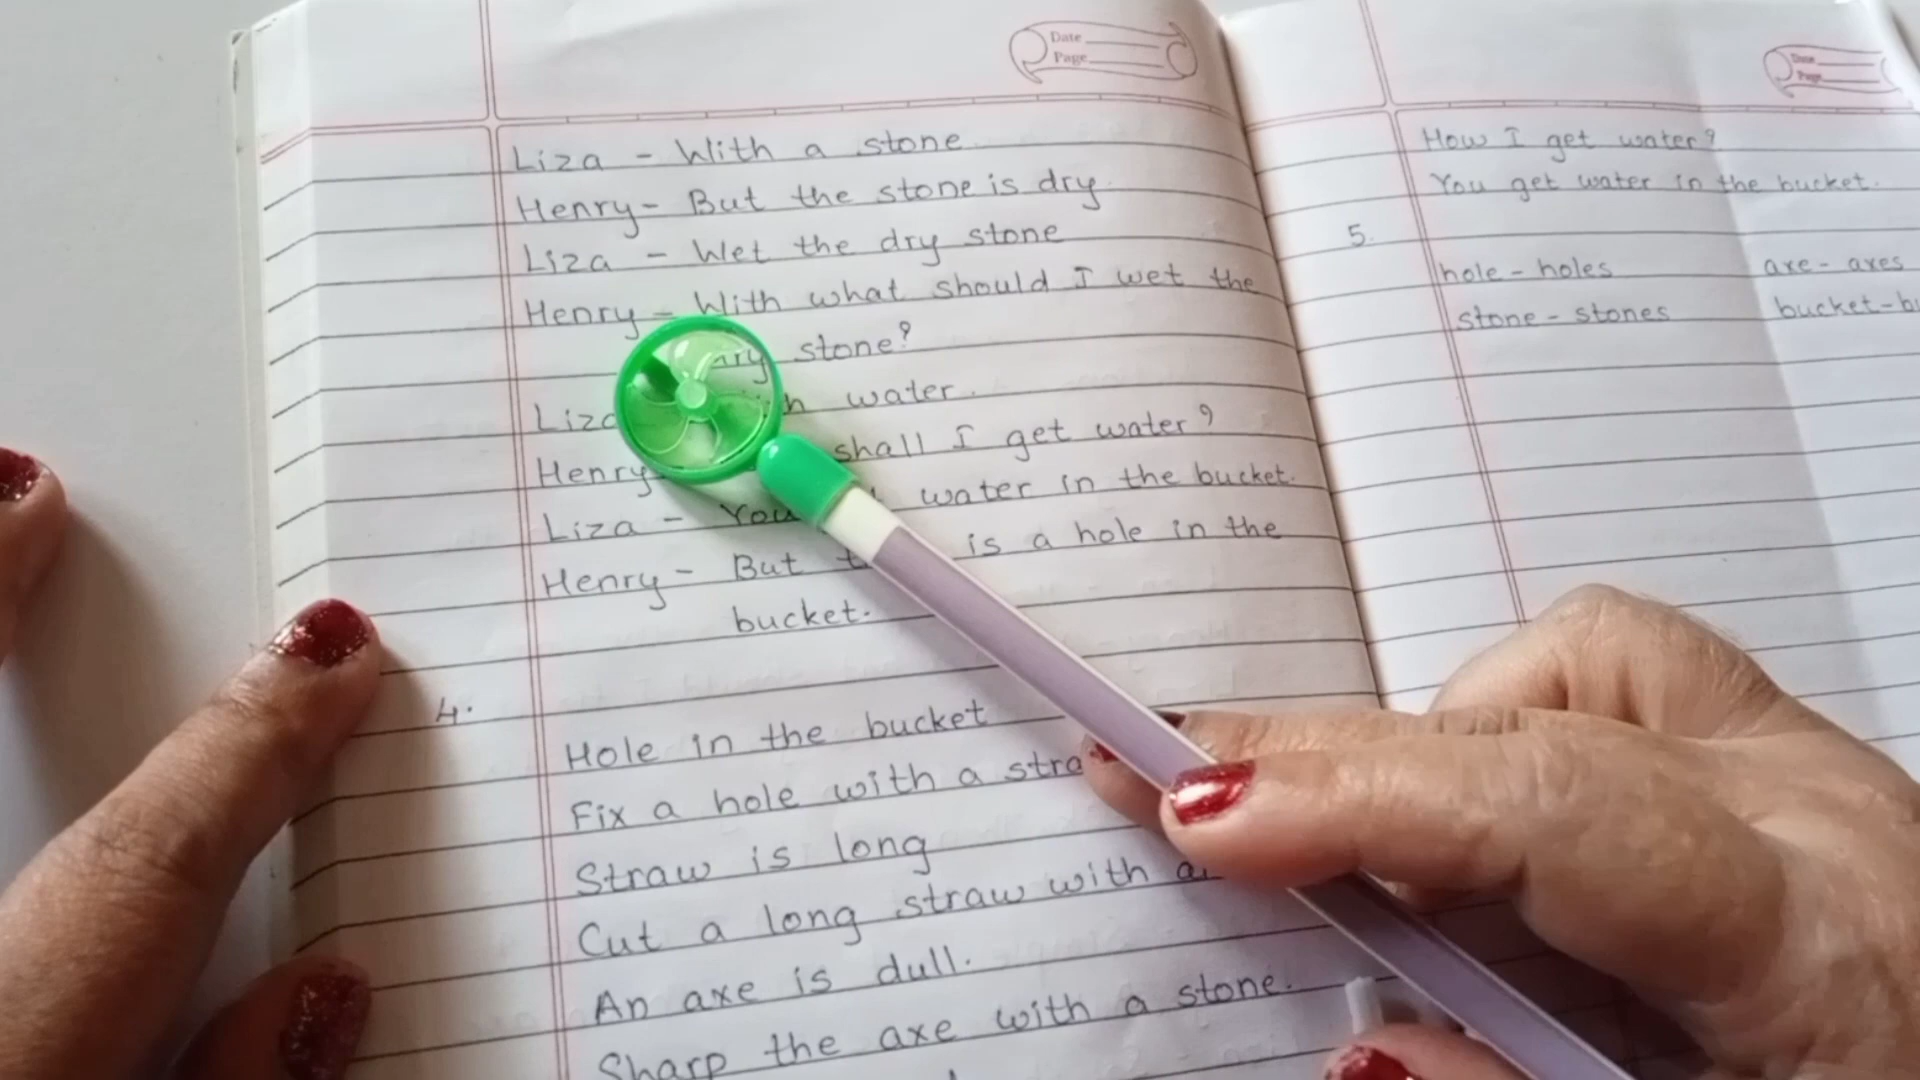 Date
Page
Liza - With a stone
Henry - But the stone is dry
Liza - Wet the dry stone
Henry - With what should I wet the
stone?
water.
Henry shall I get water?
Liza - You water in the bucket.
Henry - But is a hole in the
bucket.
4.
Hole in the bucket
Fix a hole with a
Straw is long
Cut a long straw with
An axe is dull.
Sharp the axe with a stone.
Date
Page
How I get water?
You get water in the bucket.
5.
hole - holes axe - axes
stone - stones bucket -